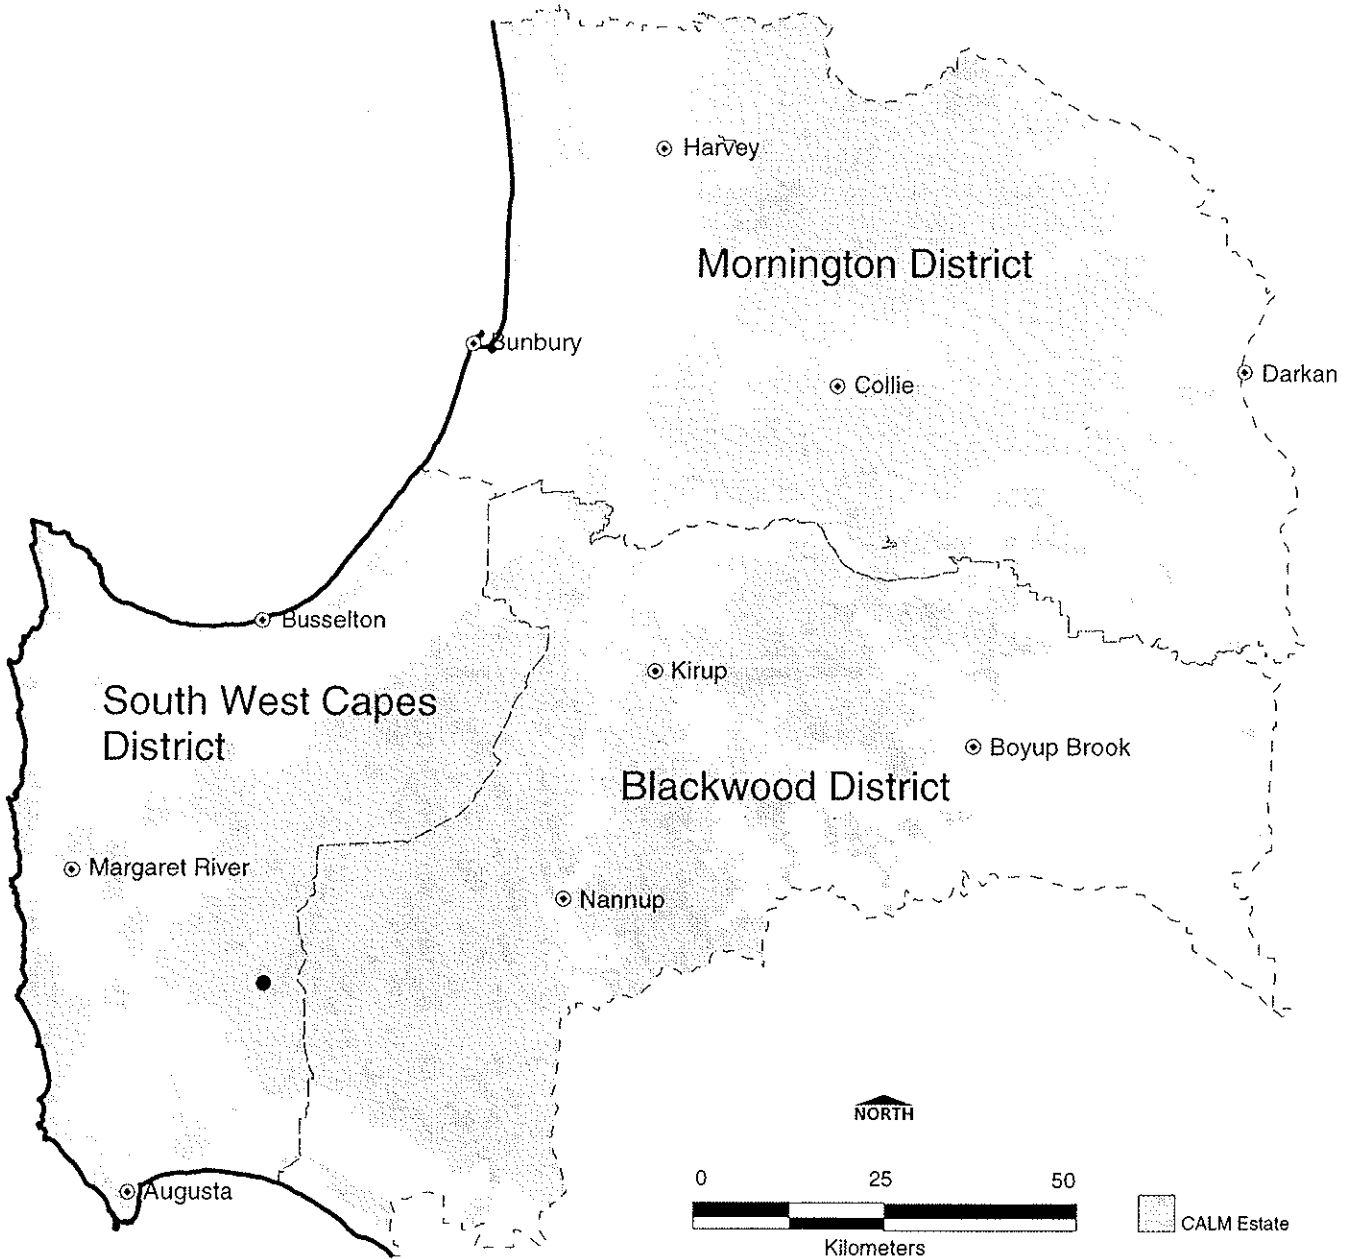 Harvey
Mornington District
Bunbury
Collie
Darkan
Busselton
Kirup
South West Capes
District
Boyup Brook
Blackwood District
Margaret River
Nannup
NORTH
0 25 50
Augusta
CALM Estate
Kilometers